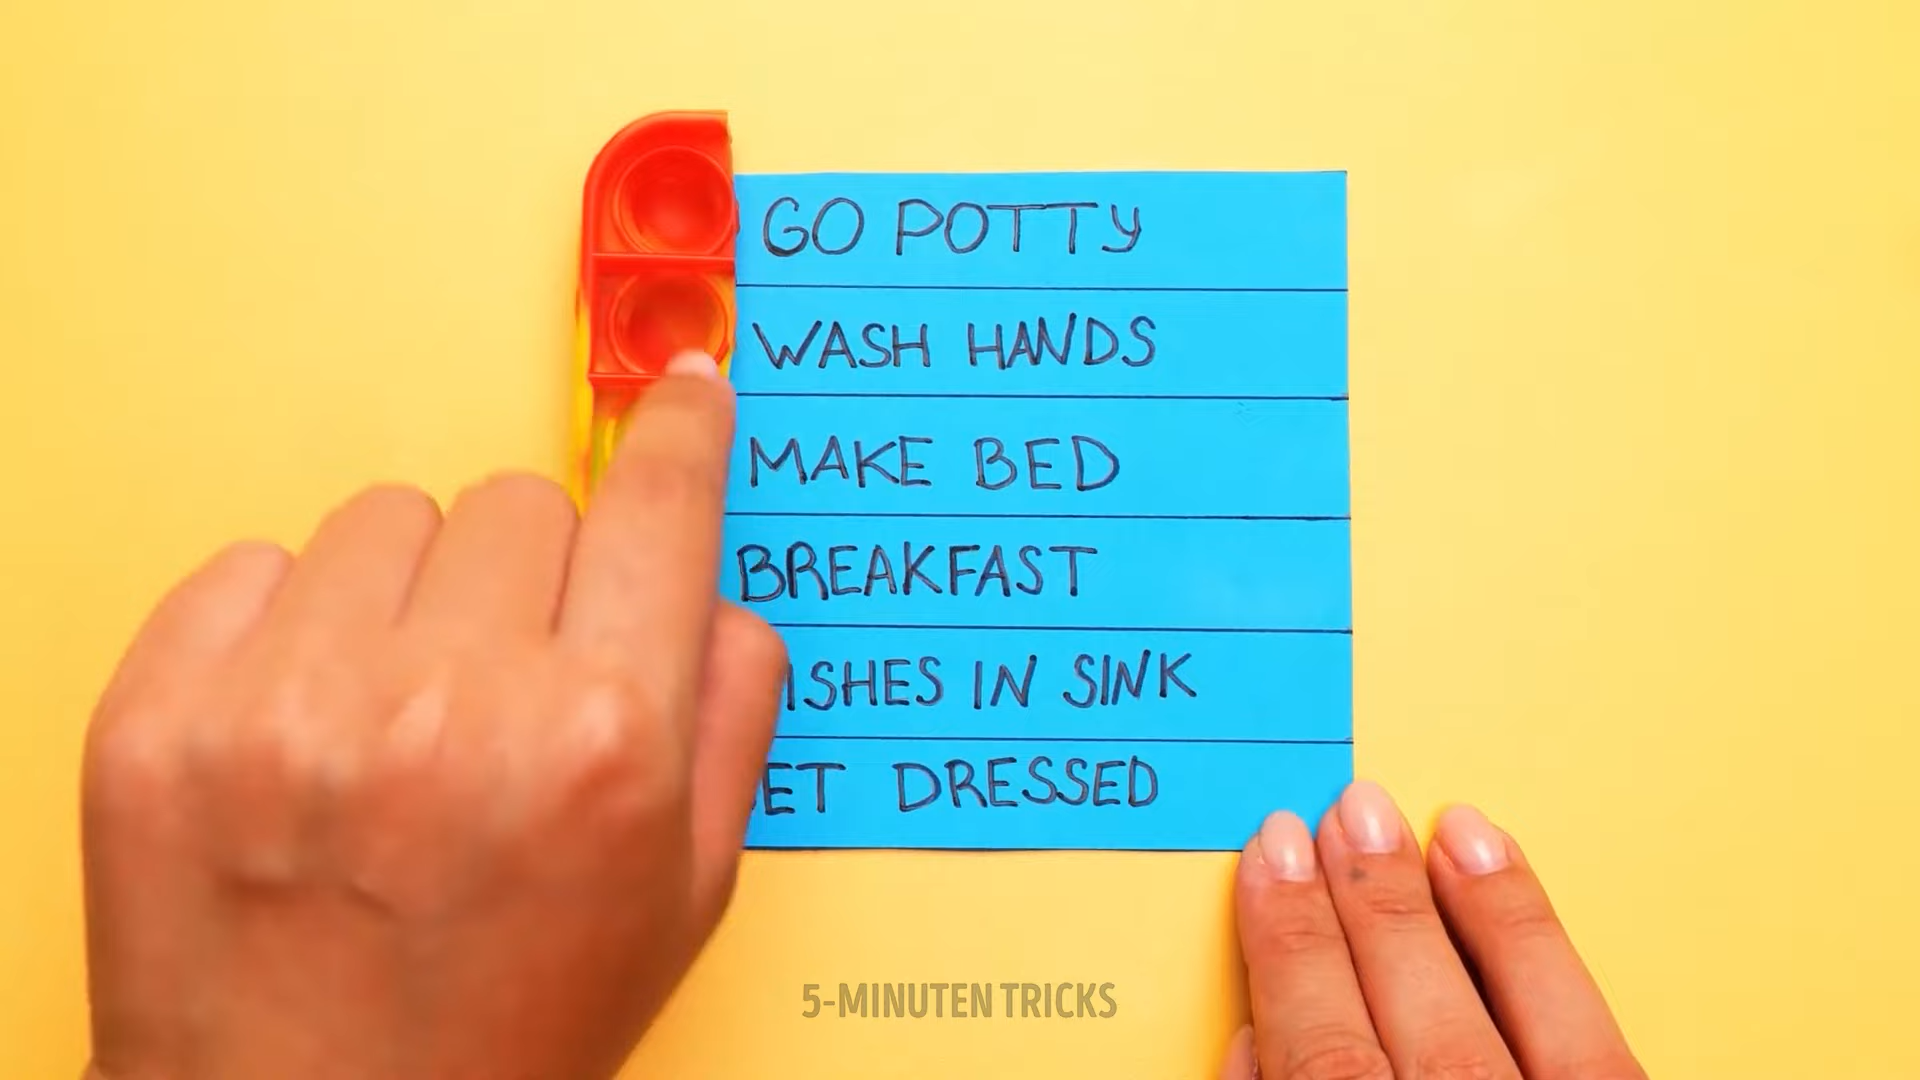 GO POTTY
WASH HANDS
MAKE BED
BREAKFAST
ISHES IN SINK
ET DRESSED
5-MINUTEN TRICKS